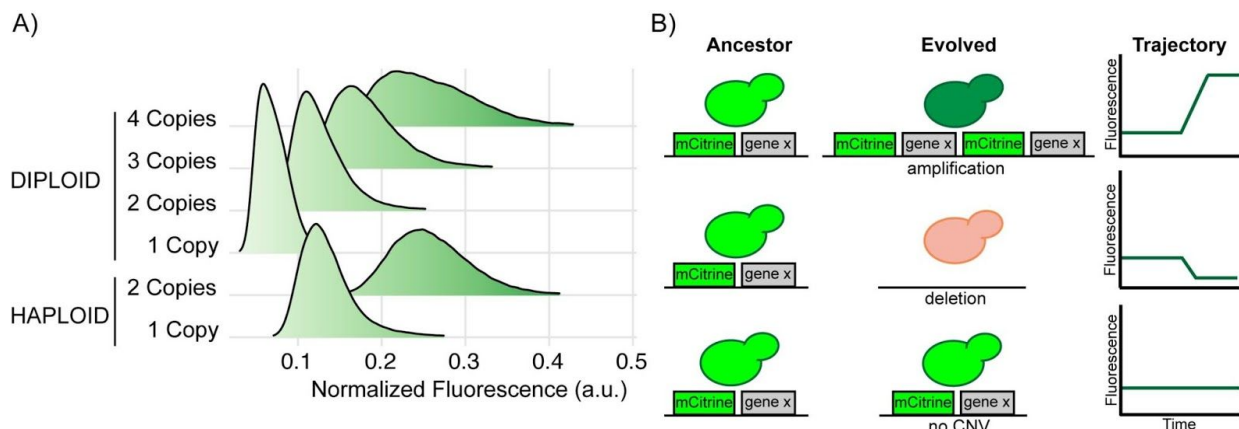 A)
DIPLOID
4 Copies
3 Copies
2 Copies
1 Copy
HAPLOID
2 Copies
1 Copy
0.1 0.2 0.3 0.4 0.5
Normalized Fluorescence (a.u.)
B)
Ancestor Evolved Trajectory
mCitrine gene x mCitrine gene x mCitrine gene x
amplification
Fluorescence
mCitrine gene x
deletion
Fluorescence
mCitrine gene x mCitrine gene x
no CNV
Fluorescence
Time